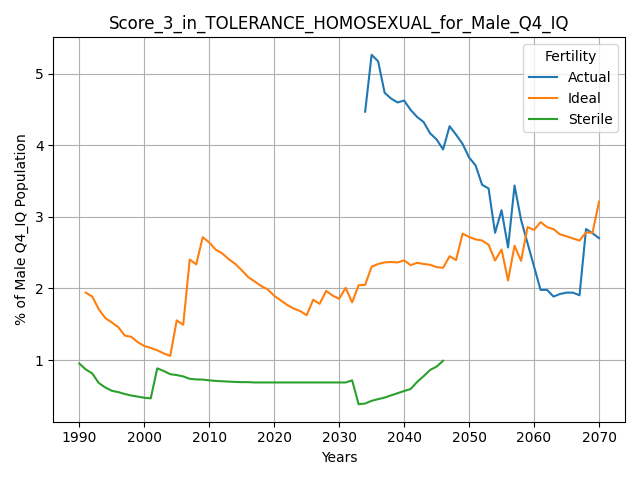 Score_3_in_TOLERANCE_HOMOSEXUAL_for_Male_Q4_IQ
Fertility
Actual
Ideal
Sterile
% of Male Q4_IQ Population
5
4
3
2
1
1990 2000 2010 2020 2030 2040 2050 2060 2070
Years